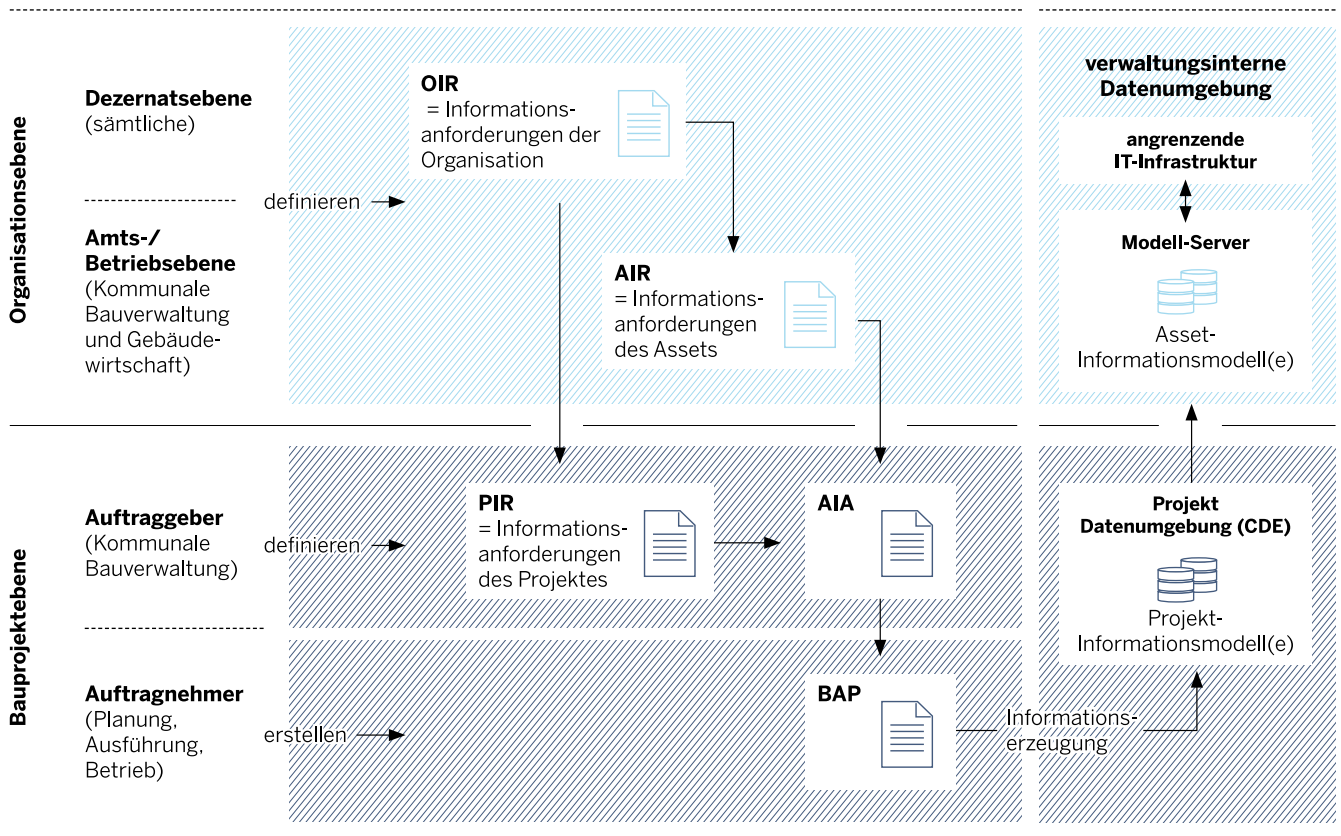 Organisationsebene
Dezernatsebene
(sämtliche)
Amts-/
Betriebsebene
(Kommunale
Bauverwaltung
und Gebäude-
wirtschaft)
definieren
OIR
= Informations-
anforderungen der
Organisation
AIR
= Informations-
anforderungen
des Assets
verwaltungsinterne
Datenumgebung
angrenzende
IT-Infrastruktur
Modell-Server
Asset-
Informationsmodell(e)
Bauprojektebene
Auftraggeber
(Kommunale
Bauverwaltung)
definieren
PIR
= Informations-
anforderungen
des Projektes
AIA
Projekt
Datenumgebung (CDE)
Projekt-
Informationsmodell(e)
Auftragnehmer
(Planung,
Ausführung,
Betrieb)
erstellen
BAP
Informations-
erzeugung